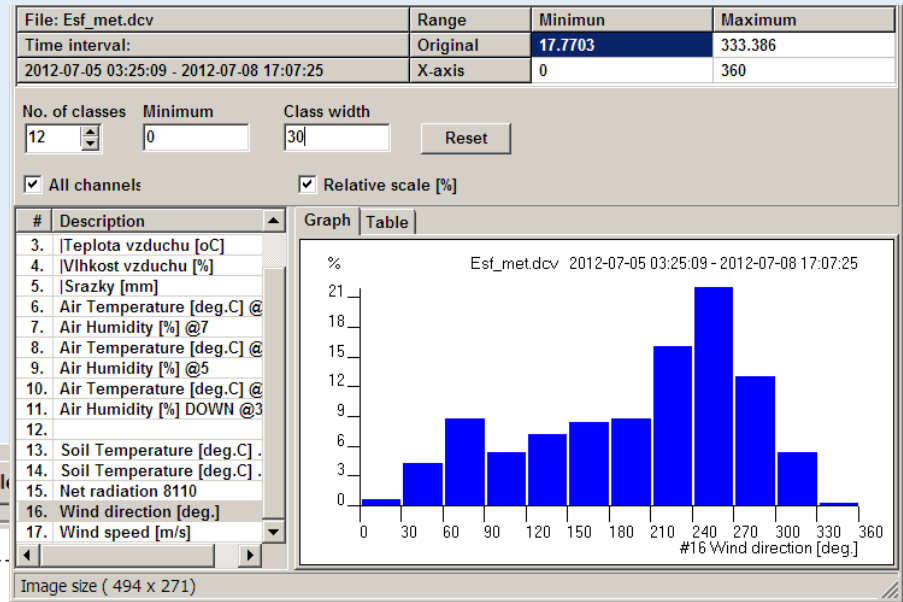 File: Esf_met.dcv Range Minimun Maximum
Time interval: Original 17.7703 333.386
2012-07-05 03:25:09 - 2012-07-08 17:07:25 X-axis 0 360
No. of classes Minimum Class width
12 0 30 Reset
All channels Relative scale [%]
# Description Graph Table
3. |Teplota vzduchu [oC]
4. |Vlhkost vzduchu [%]
5. |Srazky [mm]
6. Air Temperature [deg.C] @
7. Air Humidity [%] @7
8. Air Temperature [deg.C] @
9. Air Humidity [%] @5
10. Air Temperature [deg.C] @
11. Air Humidity [%] DOWN @3
12.
13. Soil Temperature [deg.C] .
14. Soil Temperature [deg.C] .
15. Net radiation 8110
16. Wind direction [deg.]
17. Wind speed [m/s]
% Esf_met.dcv 2012-07-05 03:25:09 - 2012-07-08 17:07:25
21
18
15
12
9
6
3
0
0 30 60 90 120 150 180 210 240 270 300 330 360
#16 Wind direction [deg.]
Image size ( 494 x 271)